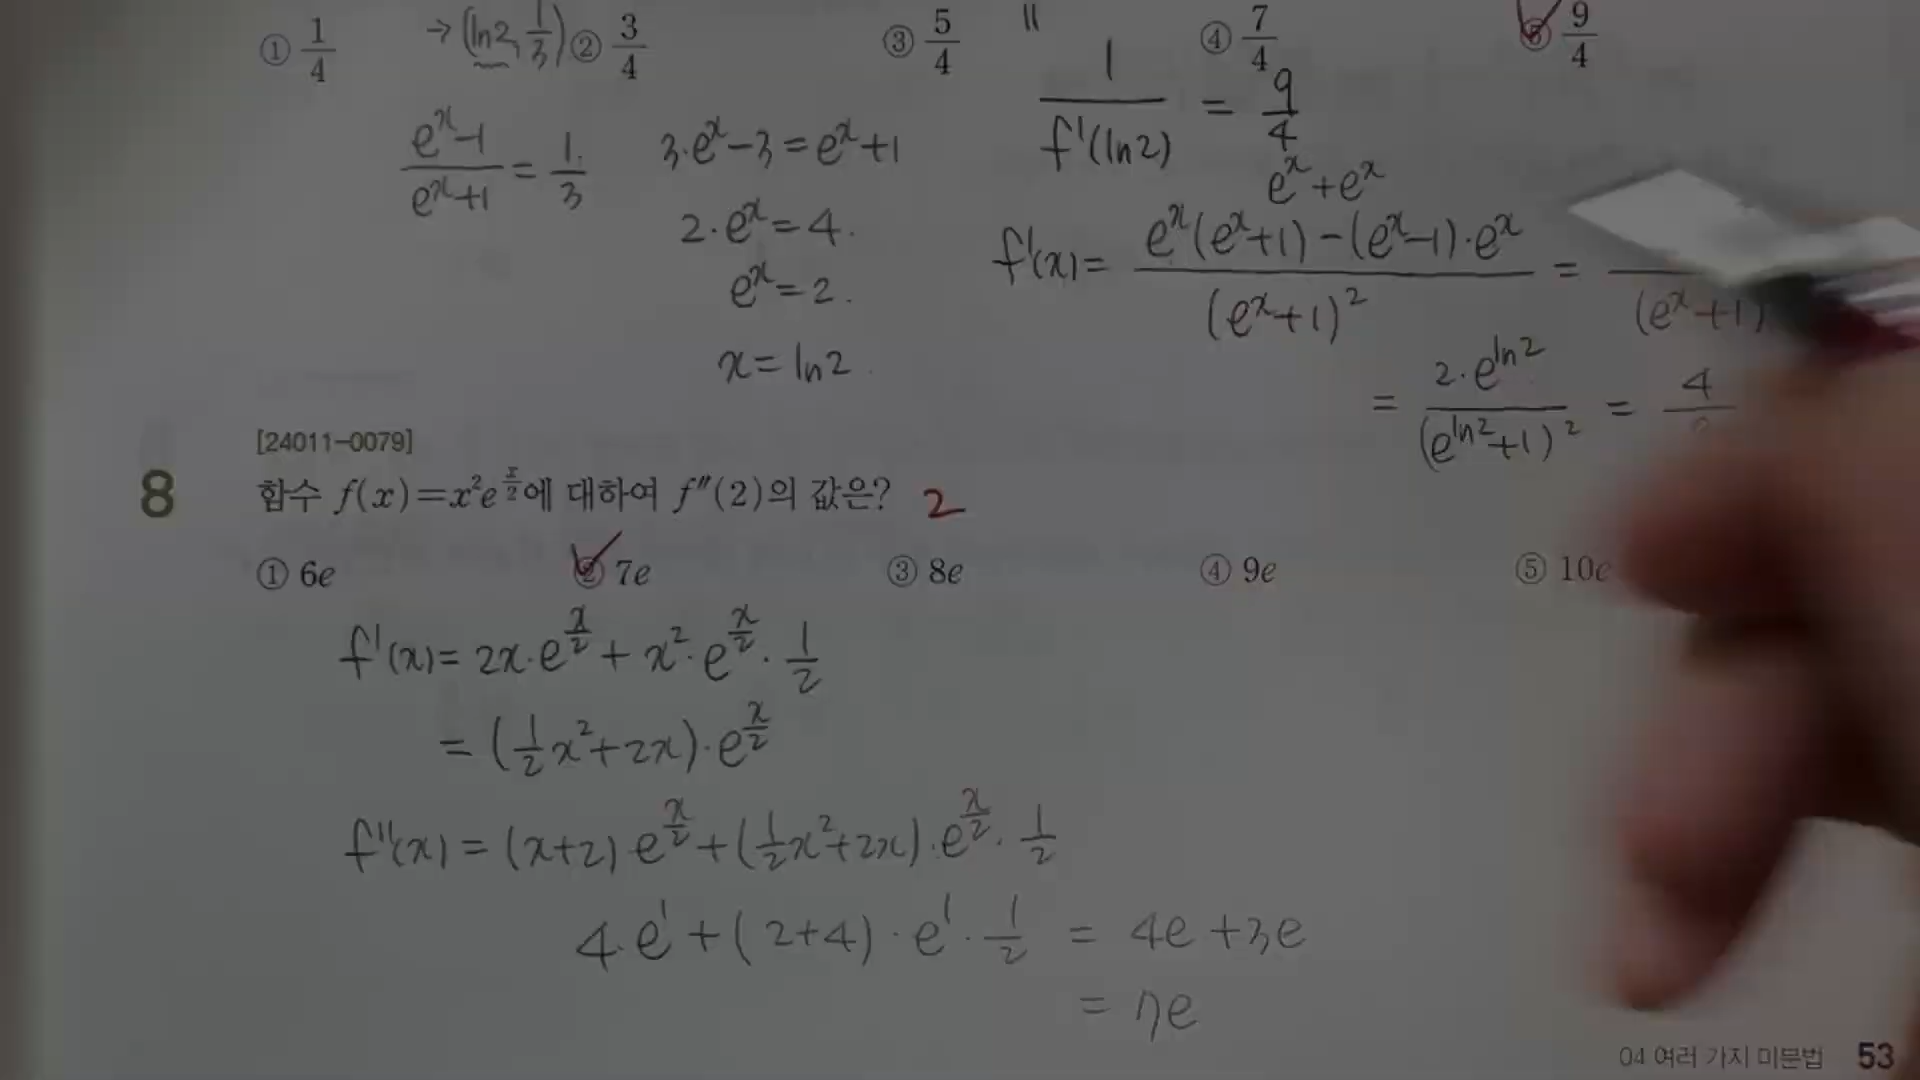 ① 1/4 → (ln2, 1/3) ② 3/4 ③ 5/4 ④ 7/4 ⑤ 9/4
||
1/f'(ln2) = 9/4
(e^x-1)/(e^x+1) = 1/3
3·e^x-3=e^x+1
2·e^x=4.
e^x=2.
x=ln2
e^x+e^x
f'(x)= (e^x(e^x+1)-(e^x-1)·e^x)/(e^x+1)^2 = /(e^x+1)
= (2·e^ln2)/(e^ln2+1)^2 = 4/
[24011-0079]
8 함수 f(x)=x²e^(x/2)에 대하여 f''(2)의 값은? 2
① 6e ② 7e ③ 8e ④ 9e ⑤ 10e
f'(x)= 2x·e^(x/2) + x²·e^(x/2)·1/2
= (1/2x²+2x)·e^(x/2)
f''(x)= (x+2)e^(x/2)+(1/2x²+2x)·e^(x/2)·1/2
4·e^1+(2+4)·e^1·1/2 = 4e+3e
= 7e
04 여러 가지 미분법 53